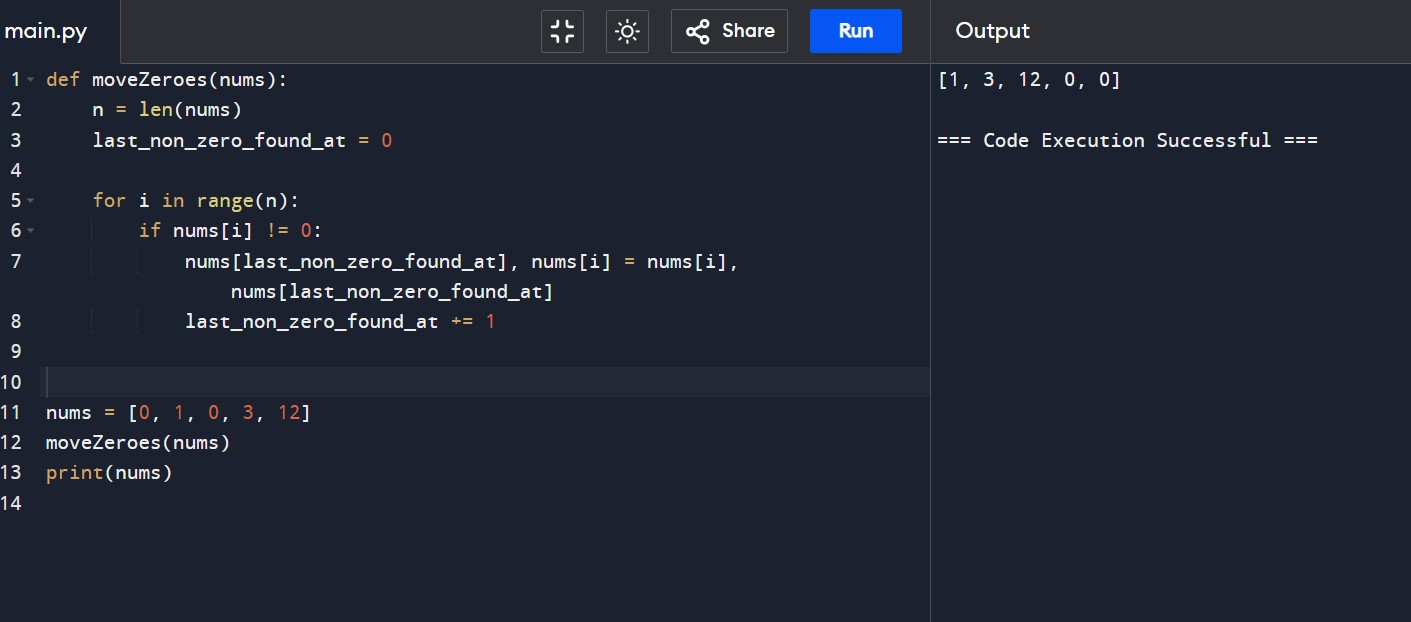 main.py
Share
Run
Output
1 def moveZeroes(nums):
2     n = len(nums)
3     last_non_zero_found_at = 0
4
5     for i in range(n):
6         if nums[i] != 0:
7             nums[last_non_zero_found_at], nums[i] = nums[i],
                nums[last_non_zero_found_at]
8             last_non_zero_found_at += 1
9
10
11 nums = [0, 1, 0, 3, 12]
12 moveZeroes(nums)
13 print(nums)
14
[1, 3, 12, 0, 0]
=== Code Execution Successful ===